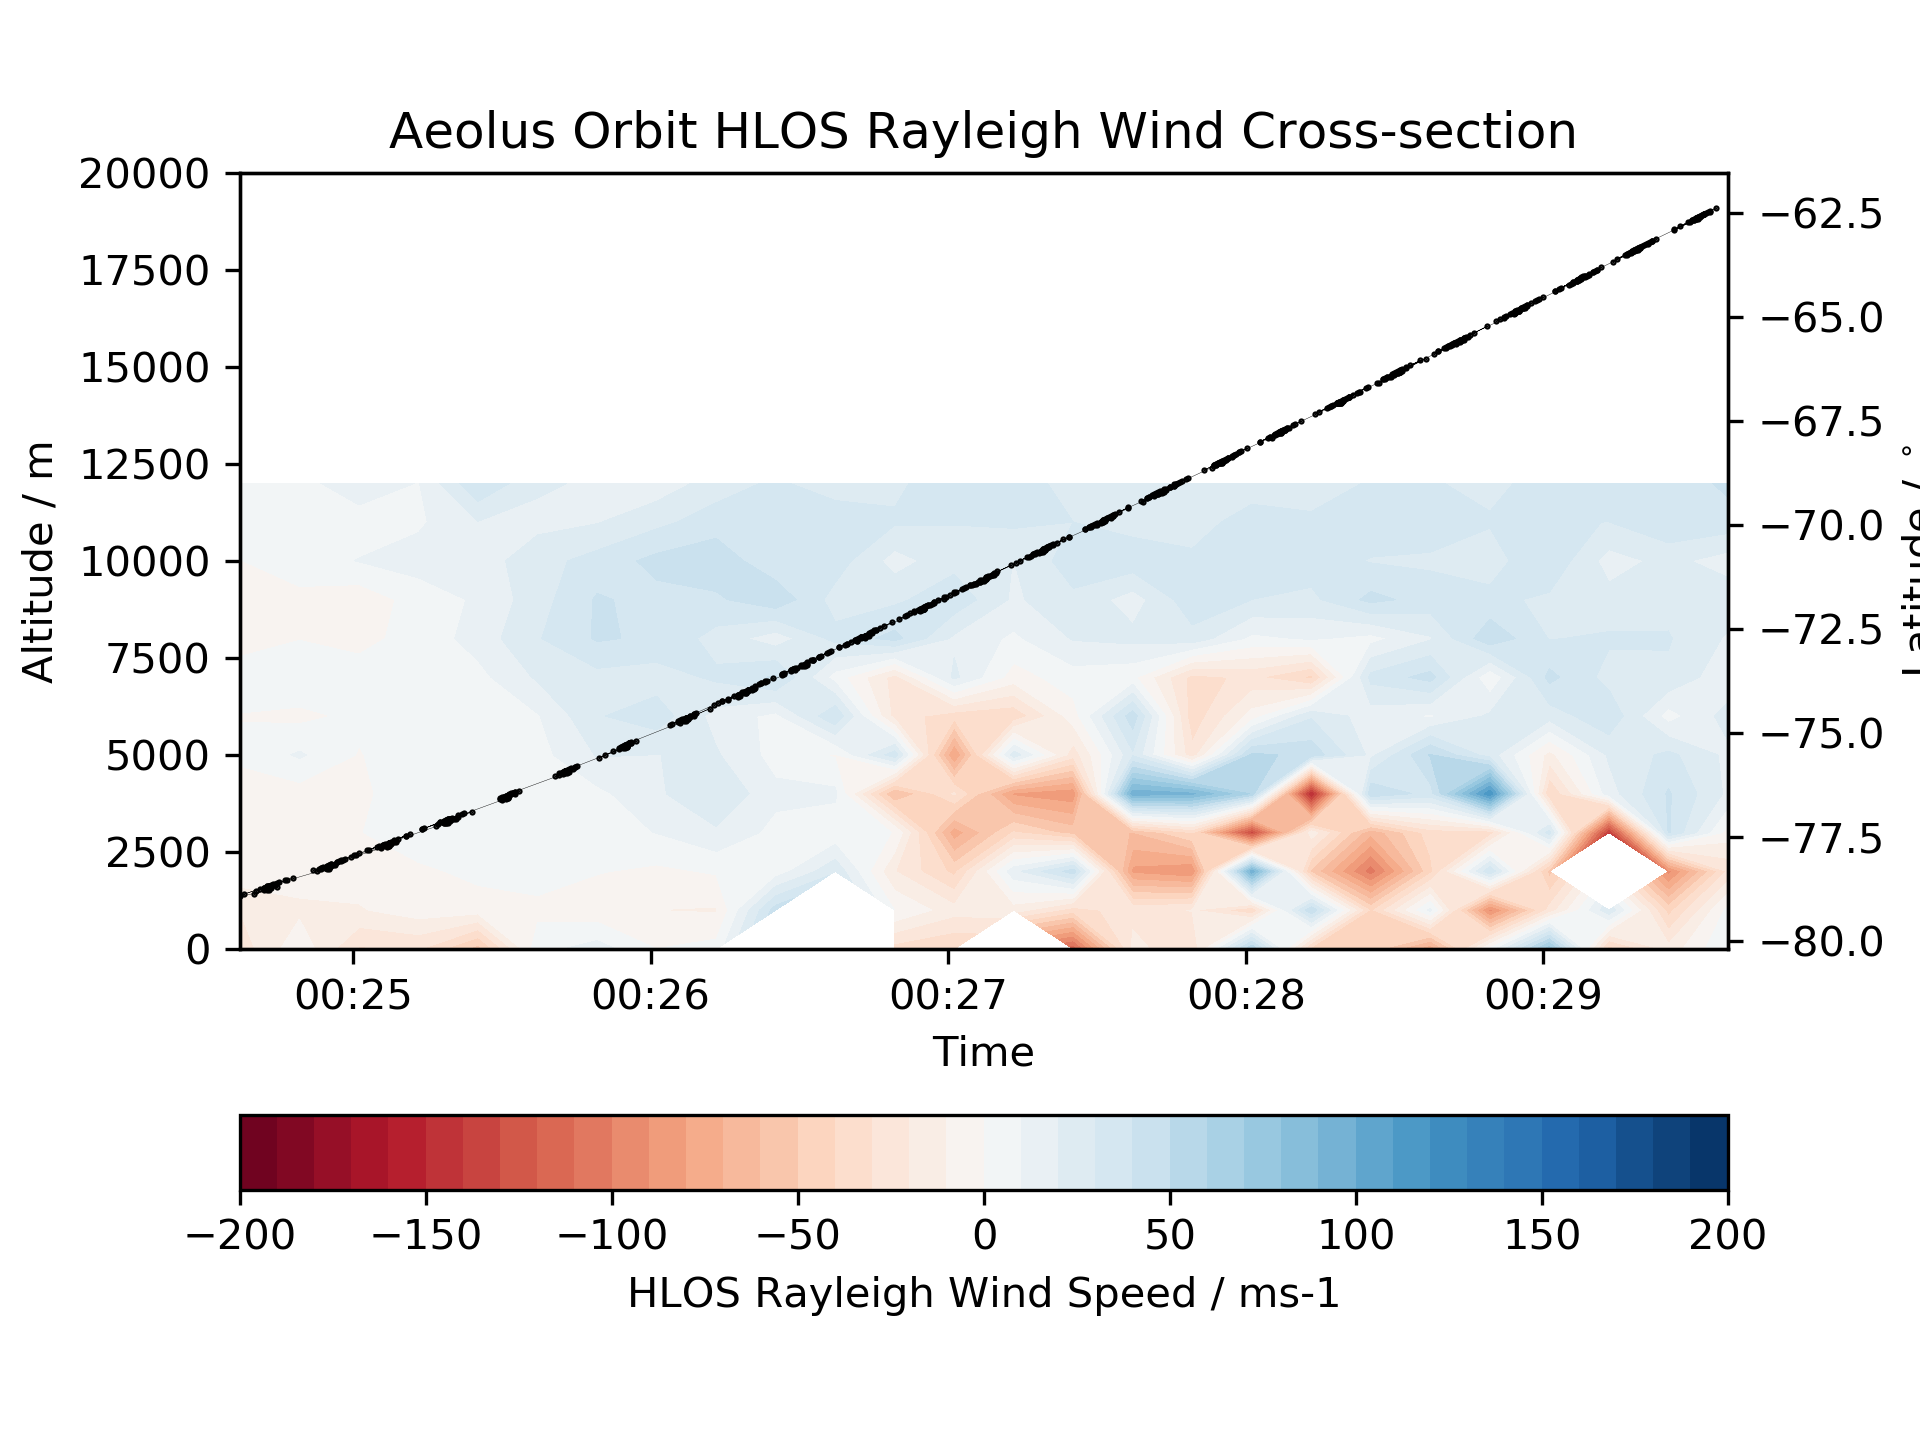 Aeolus Orbit HLOS Rayleigh Wind Cross-section
20000
17500
15000
12500
10000
7500
5000
2500
0
Altitude / m
−62.5
−65.0
−67.5
−70.0
−72.5
−75.0
−77.5
−80.0
Latitude / °
00:25 00:26 00:27 00:28 00:29
Time
−200 −150 −100 −50 0 50 100 150 200
HLOS Rayleigh Wind Speed / ms-1